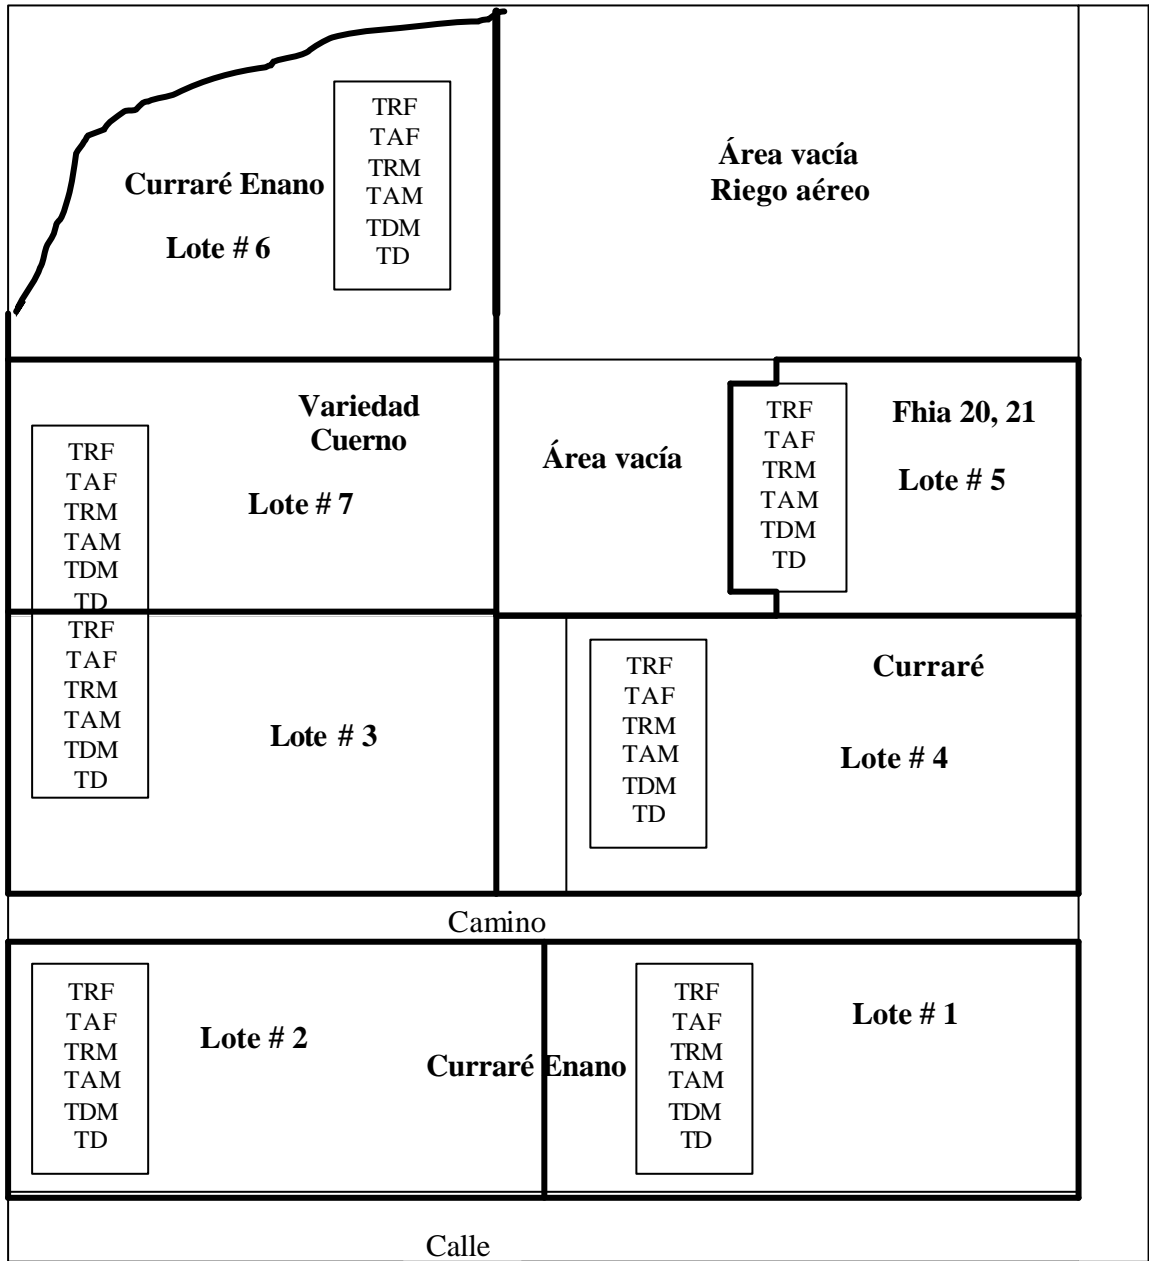 TRF
TAF
TRM
TAM
TDM
TD
Curraré Enano
Lote # 6
Área vacía
Riego aéreo
Variedad
Cuerno
Lote # 7
TRF
TAF
TRM
TAM
TDM
TD
Área vacía
TRF
TAF
TRM
TAM
TDM
TD
Fhia 20, 21
Lote # 5
TRF
TAF
TRM
TAM
TDM
TD
Lote # 3
TRF
TAF
TRM
TAM
TDM
TD
Curraré
Lote # 4
Camino
TRF
TAF
TRM
TAM
TDM
TD
Lote # 2
Curraré Enano
TRF
TAF
TRM
TAM
TDM
TD
Lote # 1
Calle